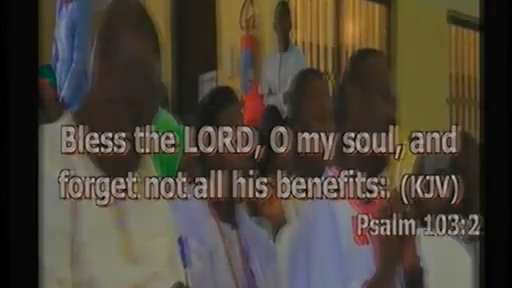 Bless the LORD, O my soul, and
forget not all his benefits: (KJV)
Psalm 103:2